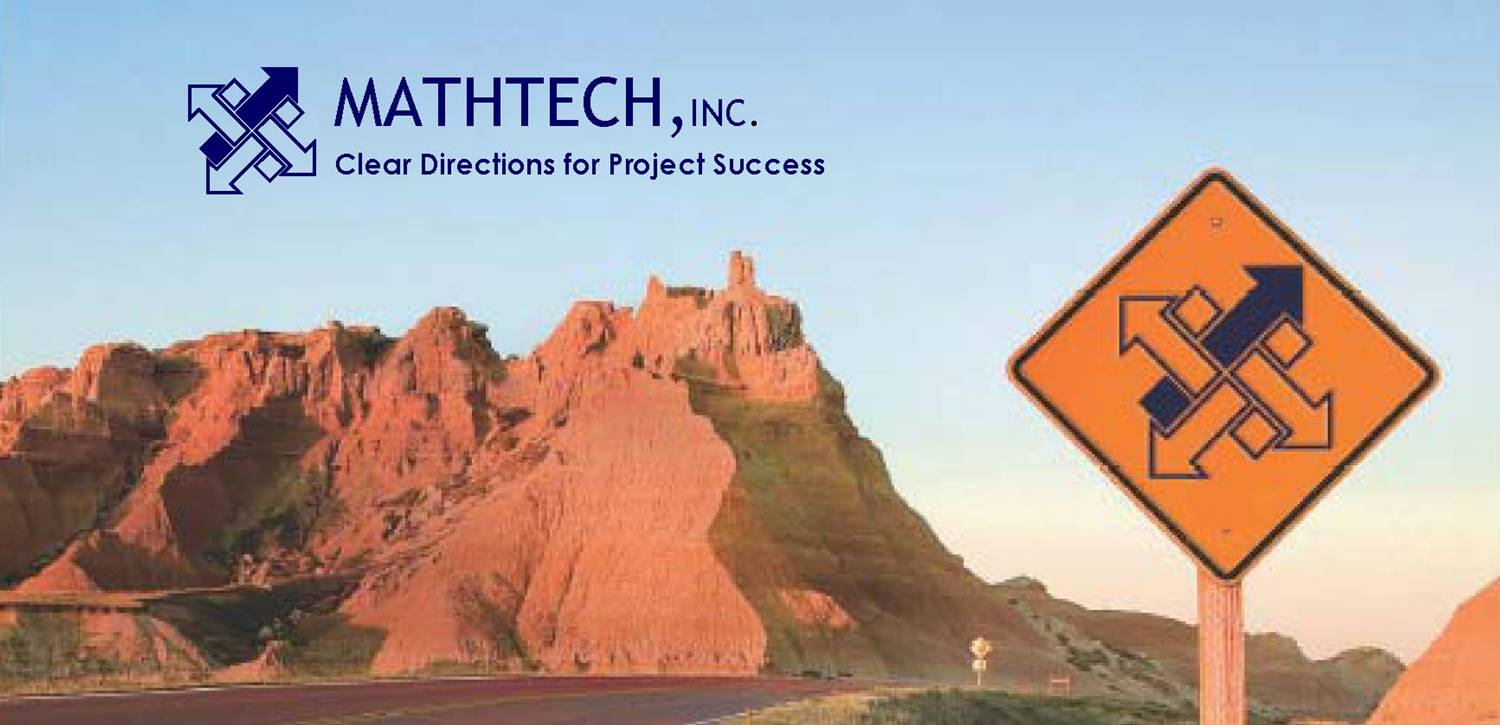 MATHTECH, INC.
Clear Directions for Project Success